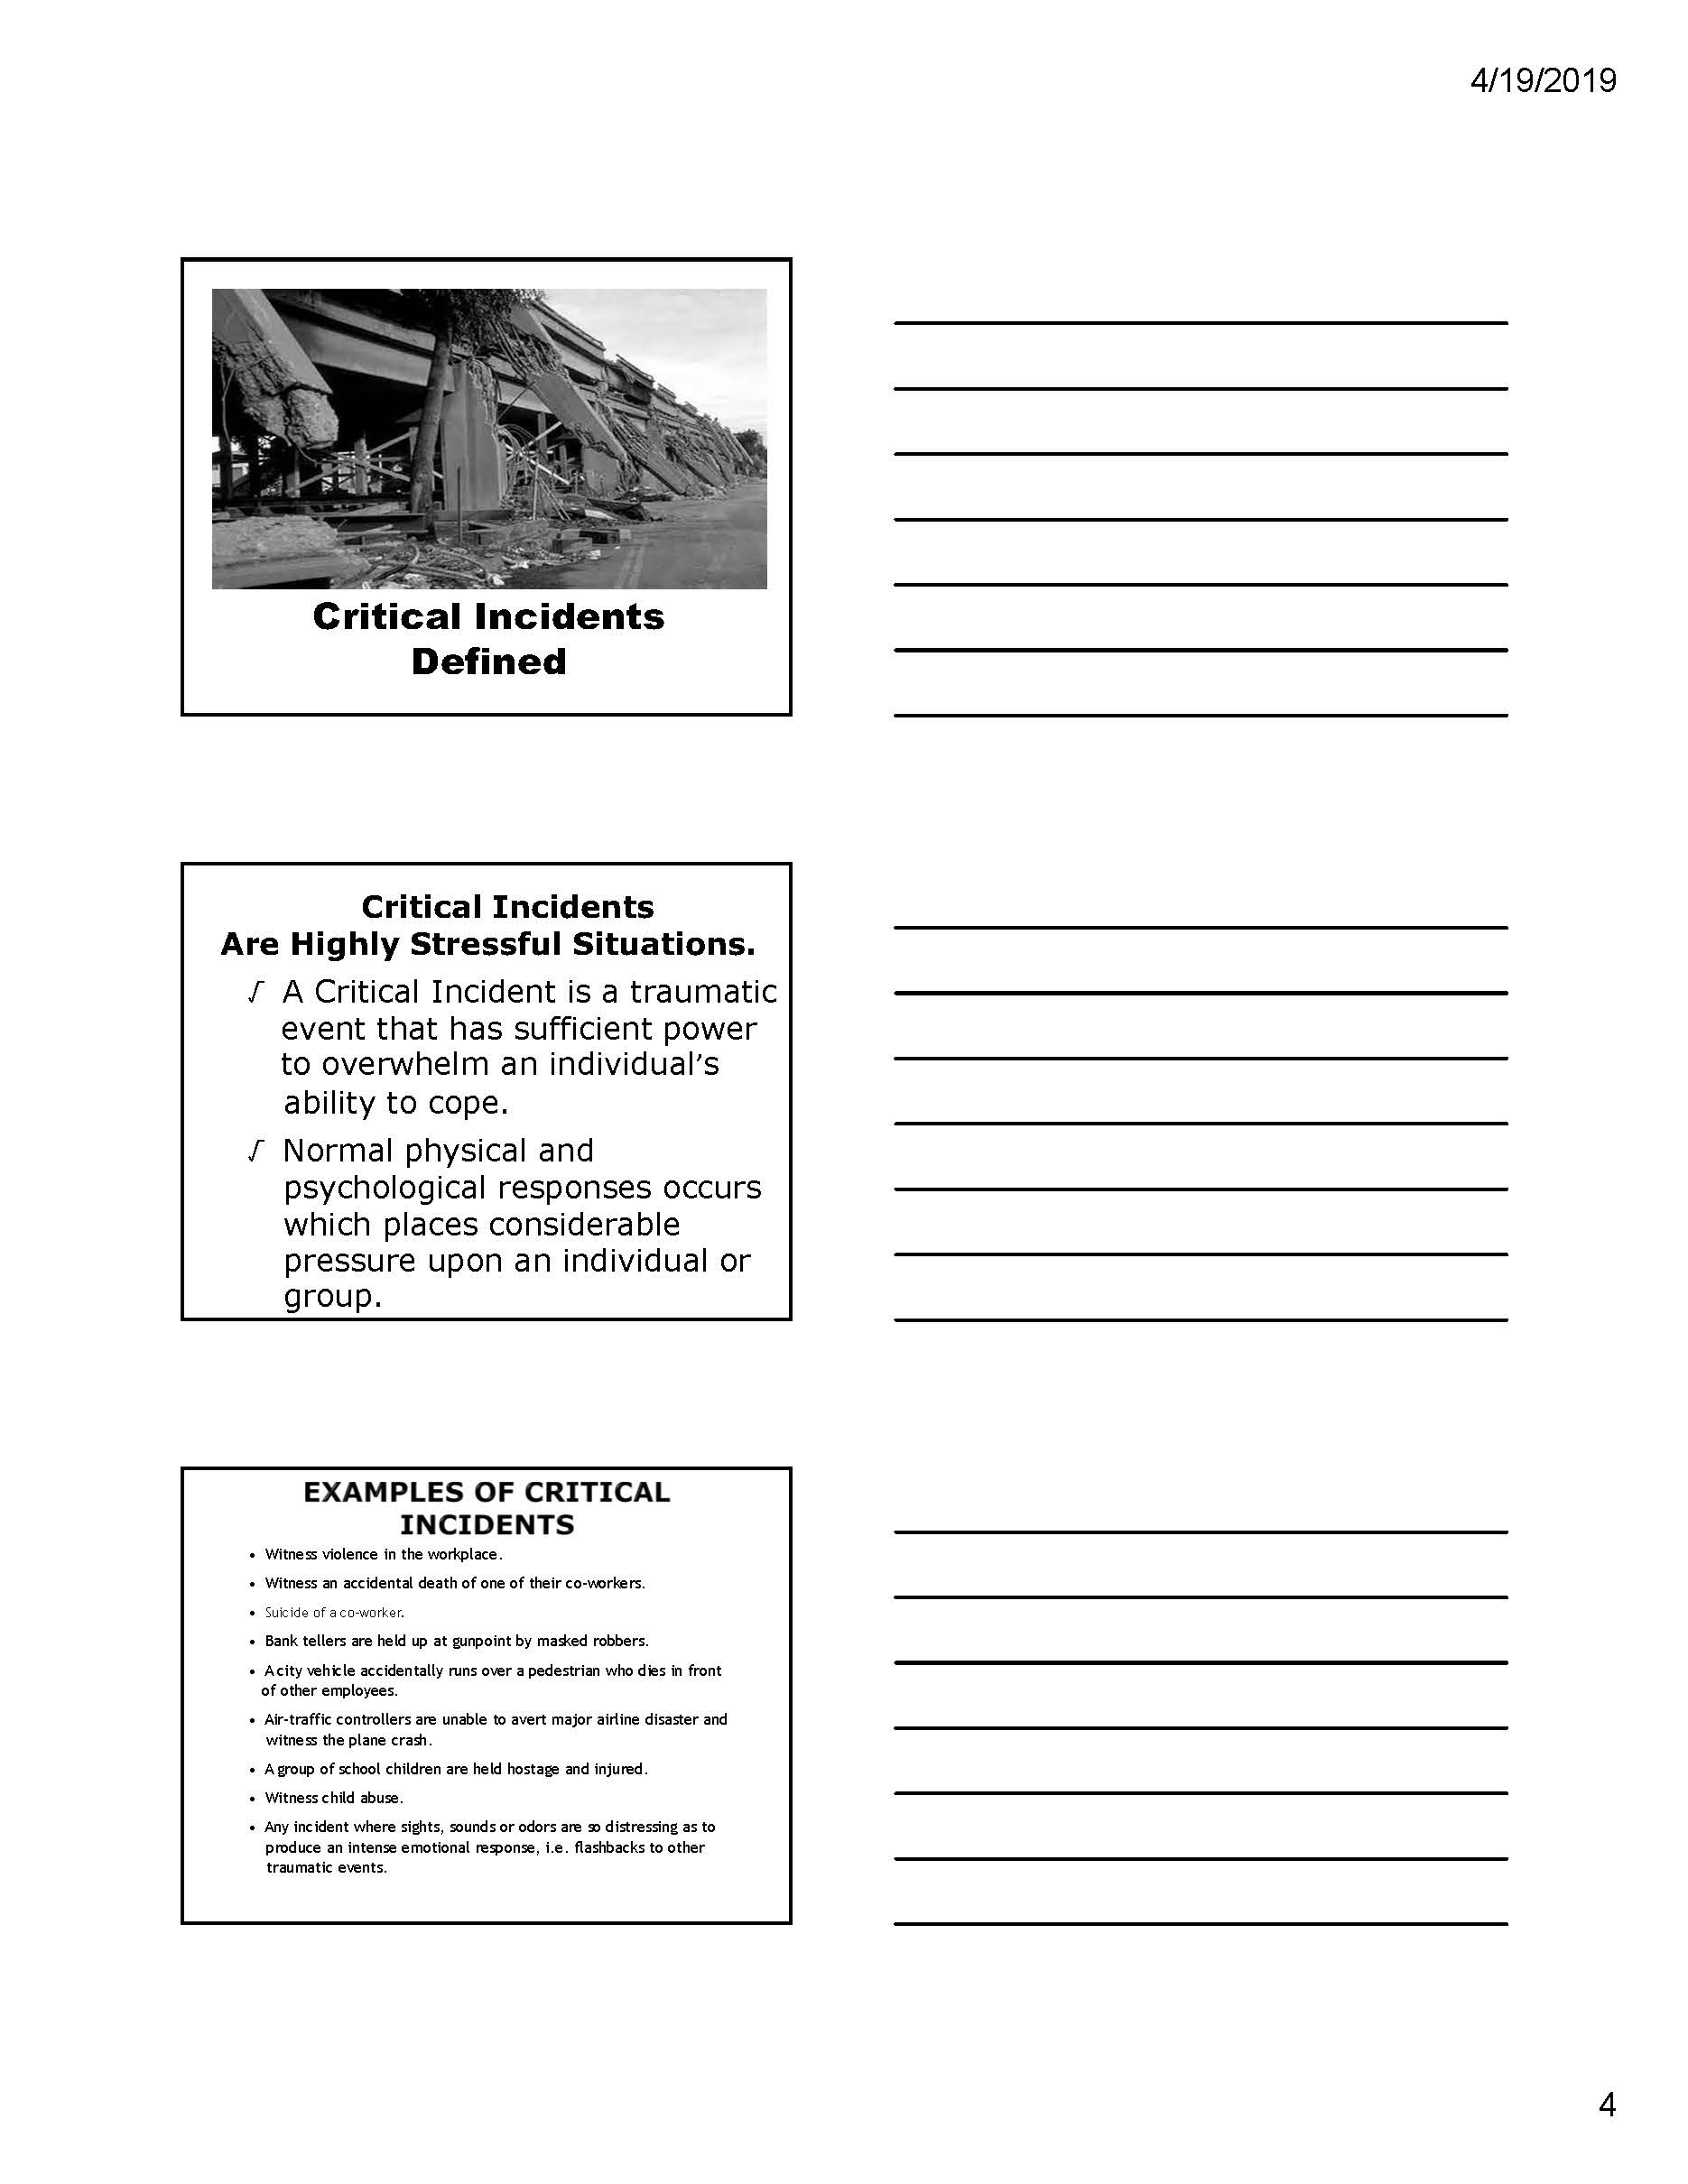 4/19/2019
Critical Incidents
Defined
Critical Incidents
Are Highly Stressful Situations.
√ A Critical Incident is a traumatic
event that has sufficient power
to overwhelm an individual’s
ability to cope.
√ Normal physical and
psychological responses occurs
which places considerable
pressure upon an individual or
group.
EXAMPLES OF CRITICAL
INCIDENTS
• Witness violence in the workplace.
• Witness an accidental death of one of their co-workers.
• Suicide of a co-worker.
• Bank tellers are held up at gunpoint by masked robbers.
• A city vehicle accidentally runs over a pedestrian who dies in front
of other employees.
• Air-traffic controllers are unable to avert major airline disaster and
witness the plane crash.
• A group of school children are held hostage and injured.
• Witness child abuse.
• Any incident where sights, sounds or odors are so distressing as to
produce an intense emotional response, i.e. flashbacks to other
traumatic events.
4